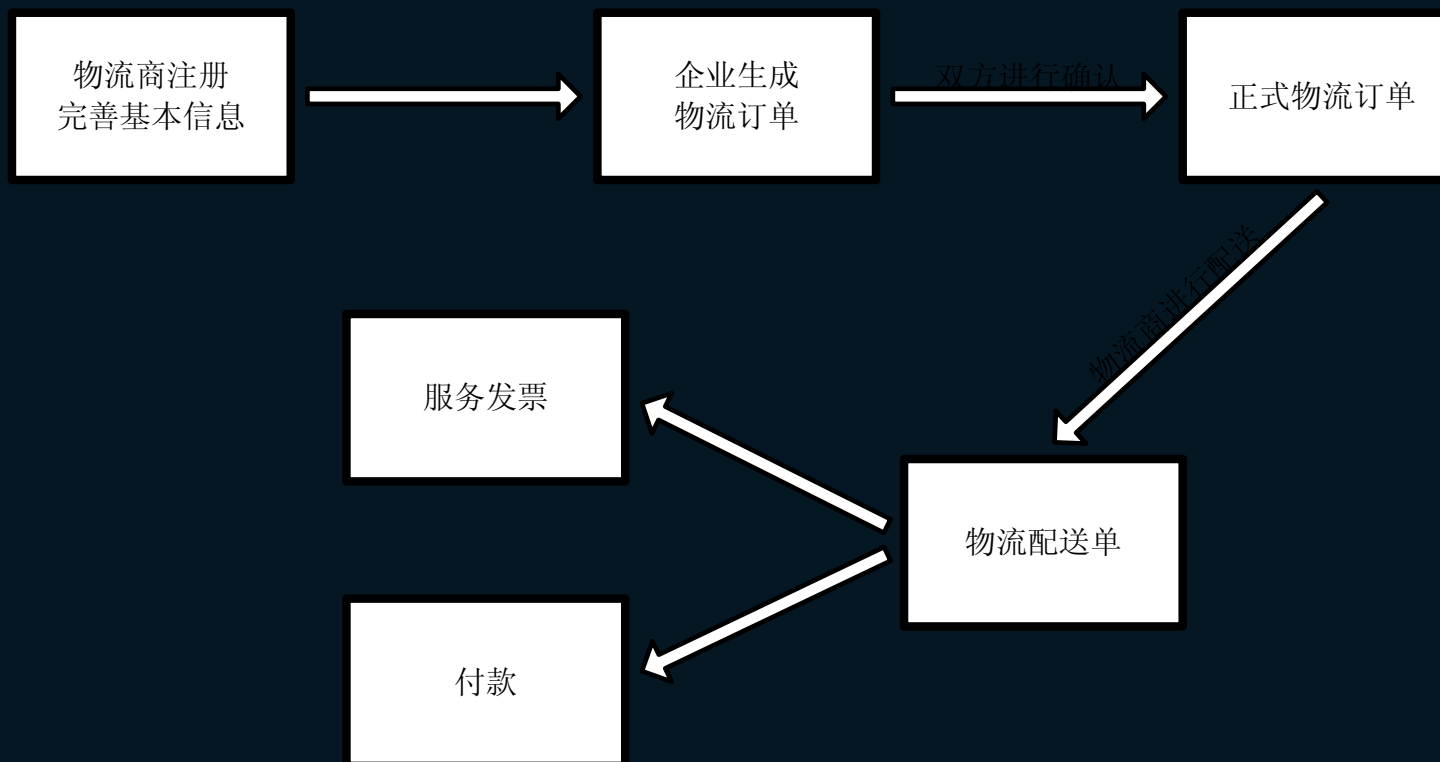 物流商注册
完善基本信息
企业生成
物流订单
双方进行确认
正式物流订单
物流商进行配送
服务发票
物流配送单
付款